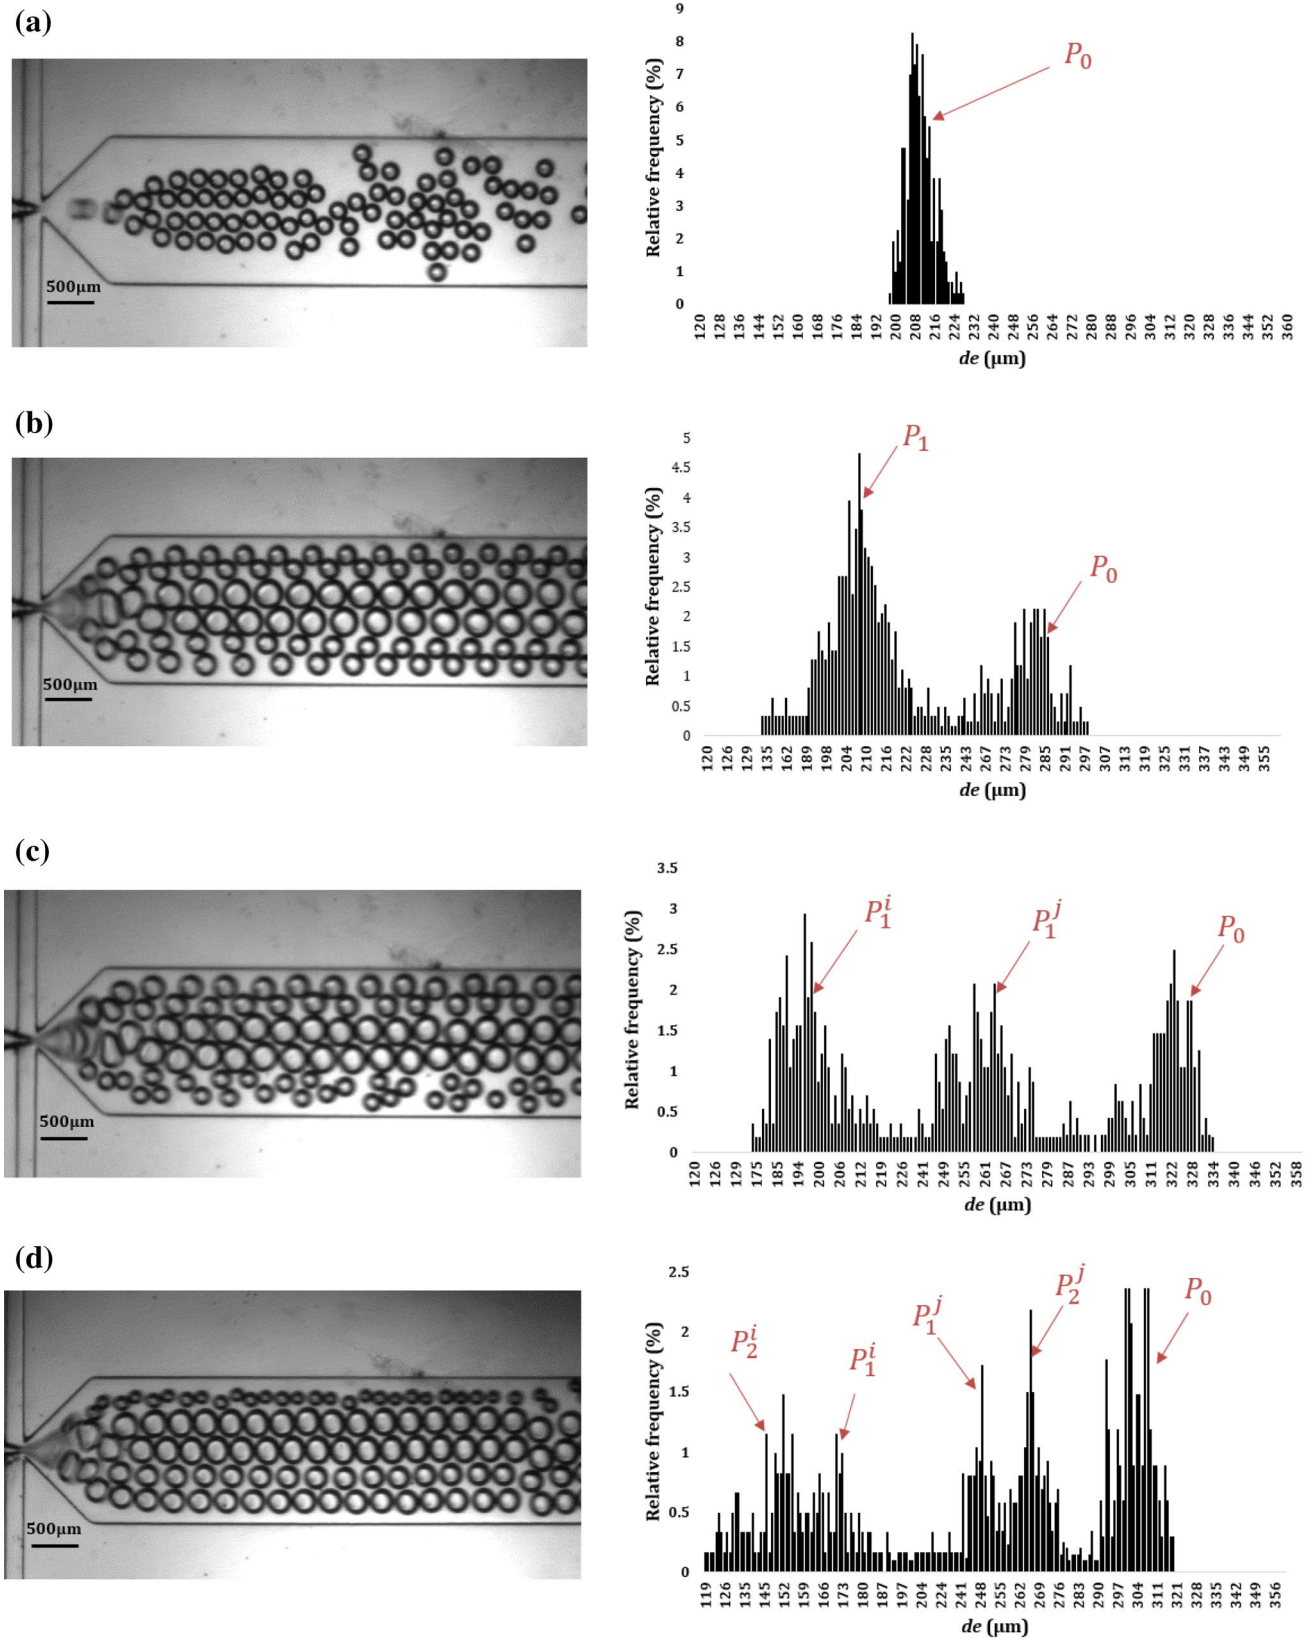 (a)
500μm
9
8
7
6
5
4
3
2
1
0
Relative frequency (%)
P0
120 128 136 144 152 160 168 176 184 192 200 208 216 224 232 240 248 256 264 272 280 288 296 304 312 320 328 336 344 352 360
de (μm)
(b)
500μm
5
4.5
4
3.5
3
2.5
2
1.5
1
0.5
0
Relative frequency (%)
P1
P0
120 126 129 135 162 189 198 204 210 216 222 228 235 243 267 273 279 285 291 297 307 313 319 325 331 337 343 349 355
de (μm)
(c)
500μm
3.5
3
2.5
2
1.5
1
0.5
0
Relative frequency (%)
P1^i
P1^j
P0
120 126 129 175 185 194 200 206 212 219 226 241 249 255 261 267 273 279 287 293 299 305 311 322 328 334 340 346 352 358
de (μm)
(d)
500μm
2.5
2
1.5
1
0.5
0
Relative frequency (%)
P2^i
P1^i
P1^j
P2^j
P0
119 126 135 145 152 159 166 173 180 187 197 204 214 224 241 248 255 262 269 276 283 290 297 304 311 321 328 335 342 349 356
de (μm)